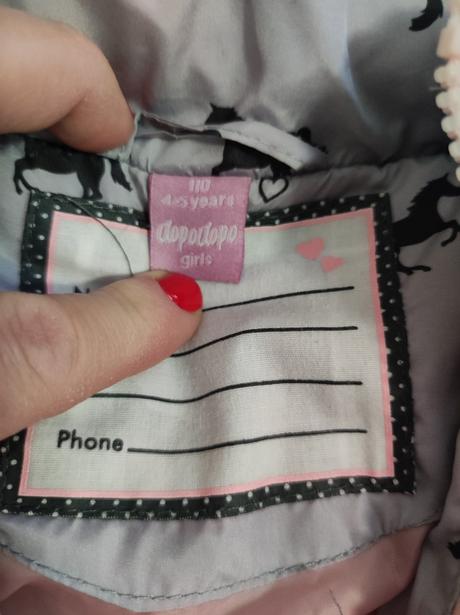 110
4-5 years
dopodopo
girls
Phone